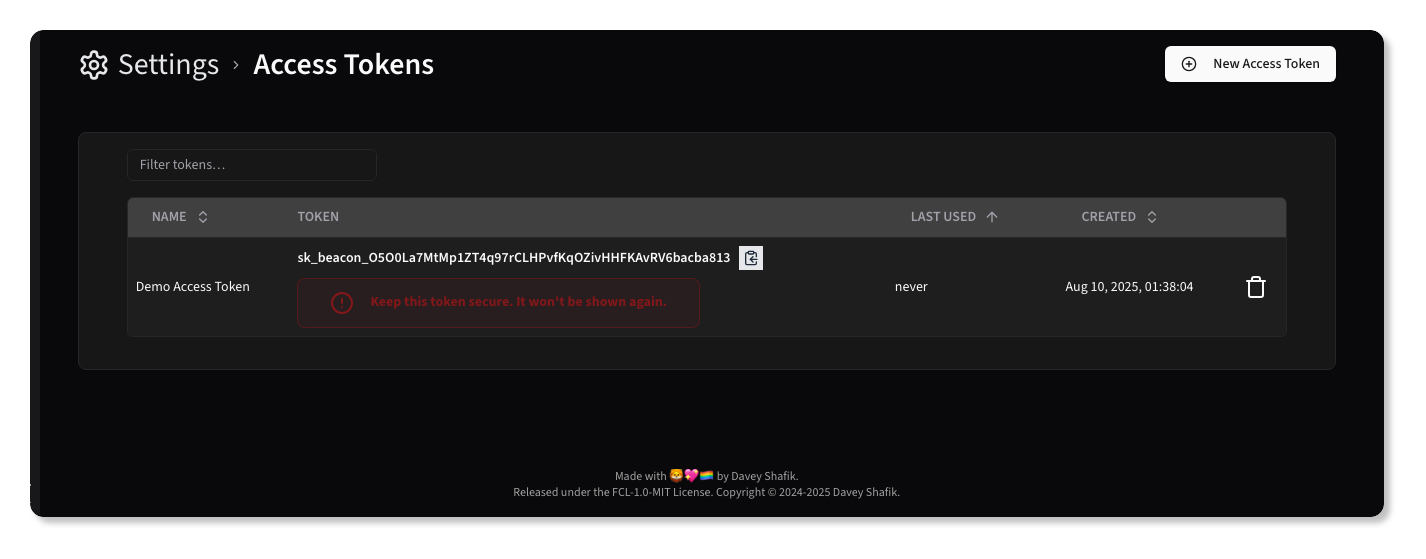 Settings › Access Tokens
New Access Token
Filter tokens…
NAME TOKEN LAST USED CREATED
sk_beacon_O5O0La7MtMp1ZT4q97rCLHPvfKqOZivHHFKAvRV6bacba813
Demo Access Token never Aug 10, 2025, 01:38:04
Keep this token secure. It won't be shown again.
Made with 🦁💖🏳️‍🌈 by Davey Shafik.
Released under the FCL-1.0-MIT License. Copyright © 2024-2025 Davey Shafik.